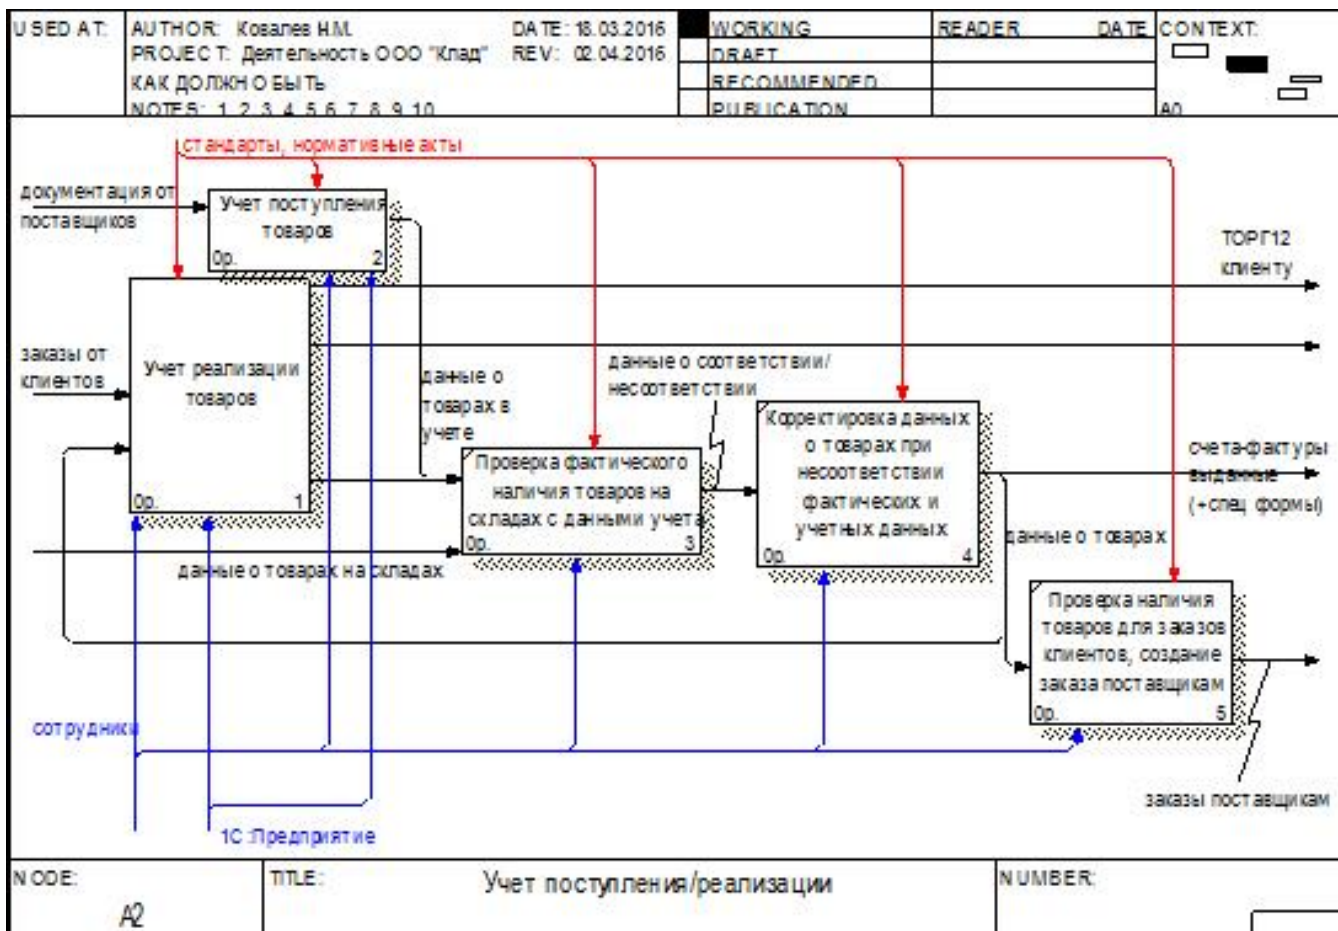 USED AT:
AUTHOR: Ковалев Н.М.
DATE: 18.03.2016
PROJECT: Деятельность ООО "Клад"
REV: 02.04.2016
КАК ДОЛЖНО БЫТЬ
NOTES: 1 2 3 4 5 6 7 8 9 10
WORKING
DRAFT
RECOMMENDED
PUBLICATION
READER
DATE
CONTEXT:
A0
стандарты, нормативные акты
документация от
поставщиков
Учет поступления
товаров
0р.
2
ТОРГ12
клиенту
заказы от
клиентов
Учет реализации
товаров
0р.
1
данные о
товарах в
учете
данные о соответствии/
несоответствии
Проверка фактического
наличия товаров на
складах с данными учета
0р.
3
Корректировка данных
о товарах при
несоответствии
фактических и
учетных данных
0р.
4
счета-фактуры
выданные
(+спец формы)
данные о товарах
данные о товарах на складах
Проверка наличия
товаров для заказов
клиентов, создание
заказа поставщикам
0р.
5
сотрудники
заказы поставщикам
1С:Предприятие
NODE:
A2
TITLE:
Учет поступления/реализации
NUMBER: